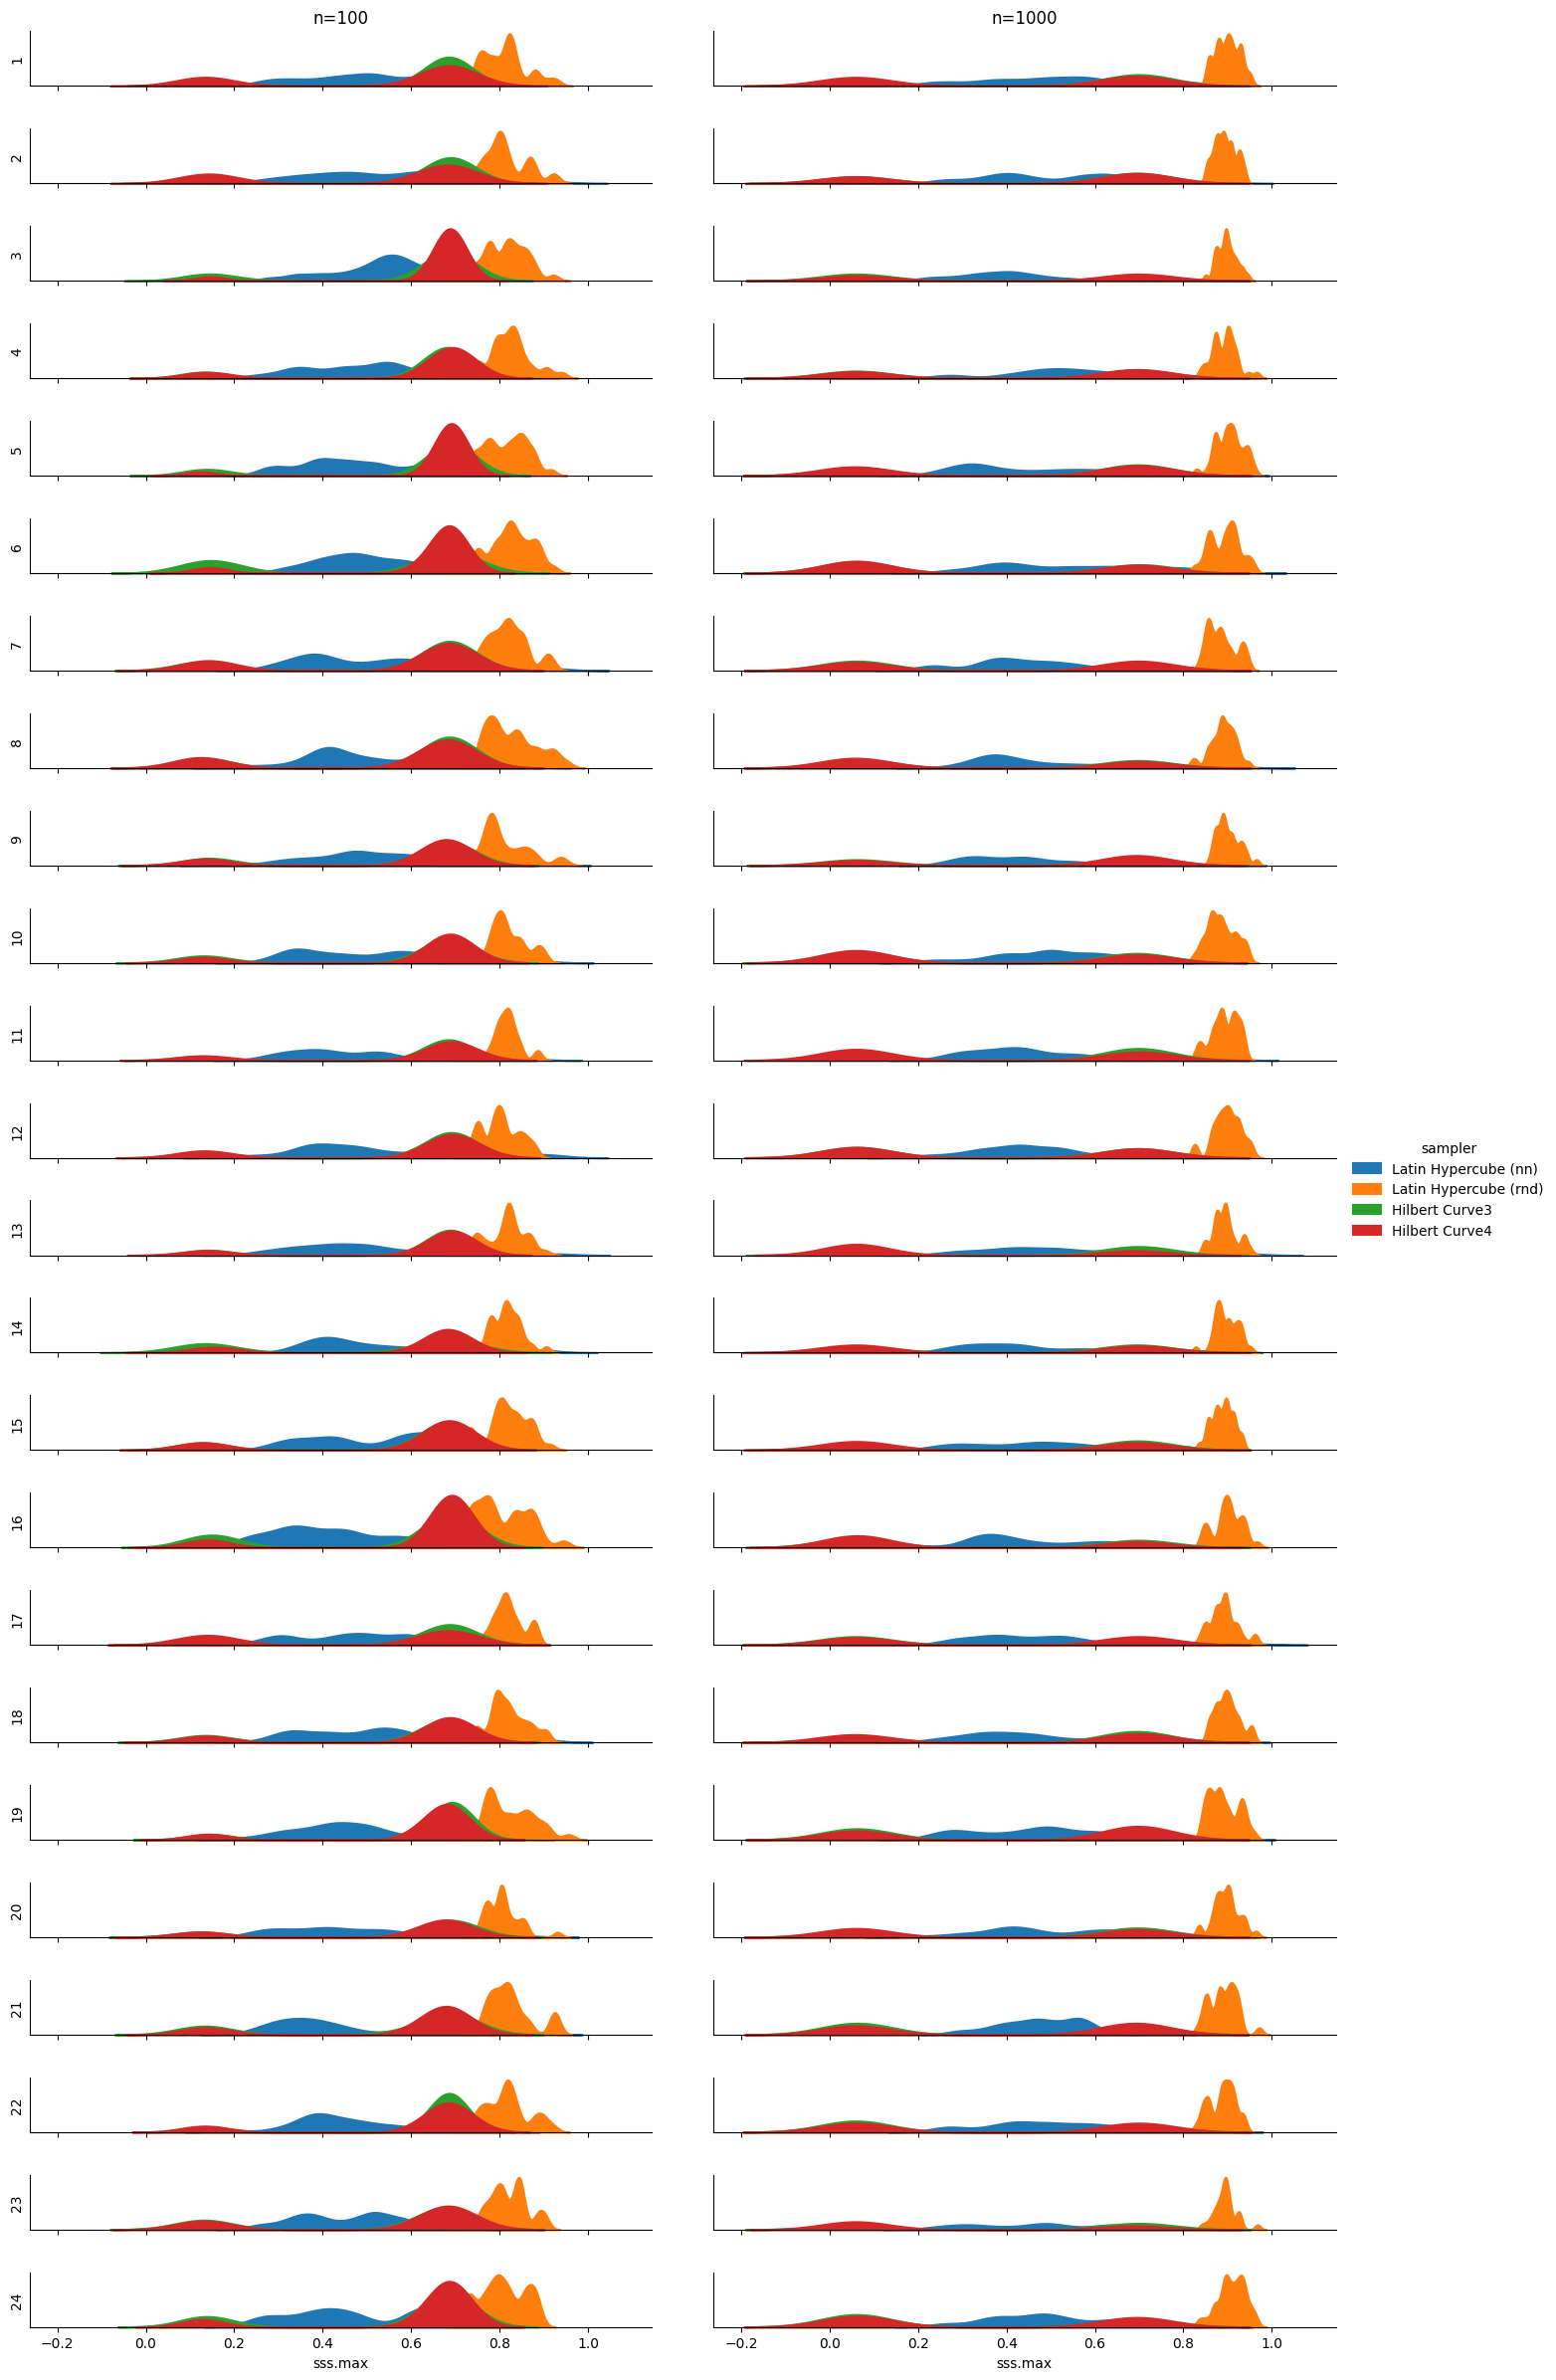 n=100
n=1000
1
2
3
4
5
6
7
8
9
10
11
12
sampler
Latin Hypercube (nn)
Latin Hypercube (rnd)
Hilbert Curve3
Hilbert Curve4
13
14
15
16
17
18
19
20
21
22
23
24
−0.2 0.0 0.2 0.4 0.6 0.8 1.0
−0.2 0.0 0.2 0.4 0.6 0.8 1.0
sss.max
sss.max